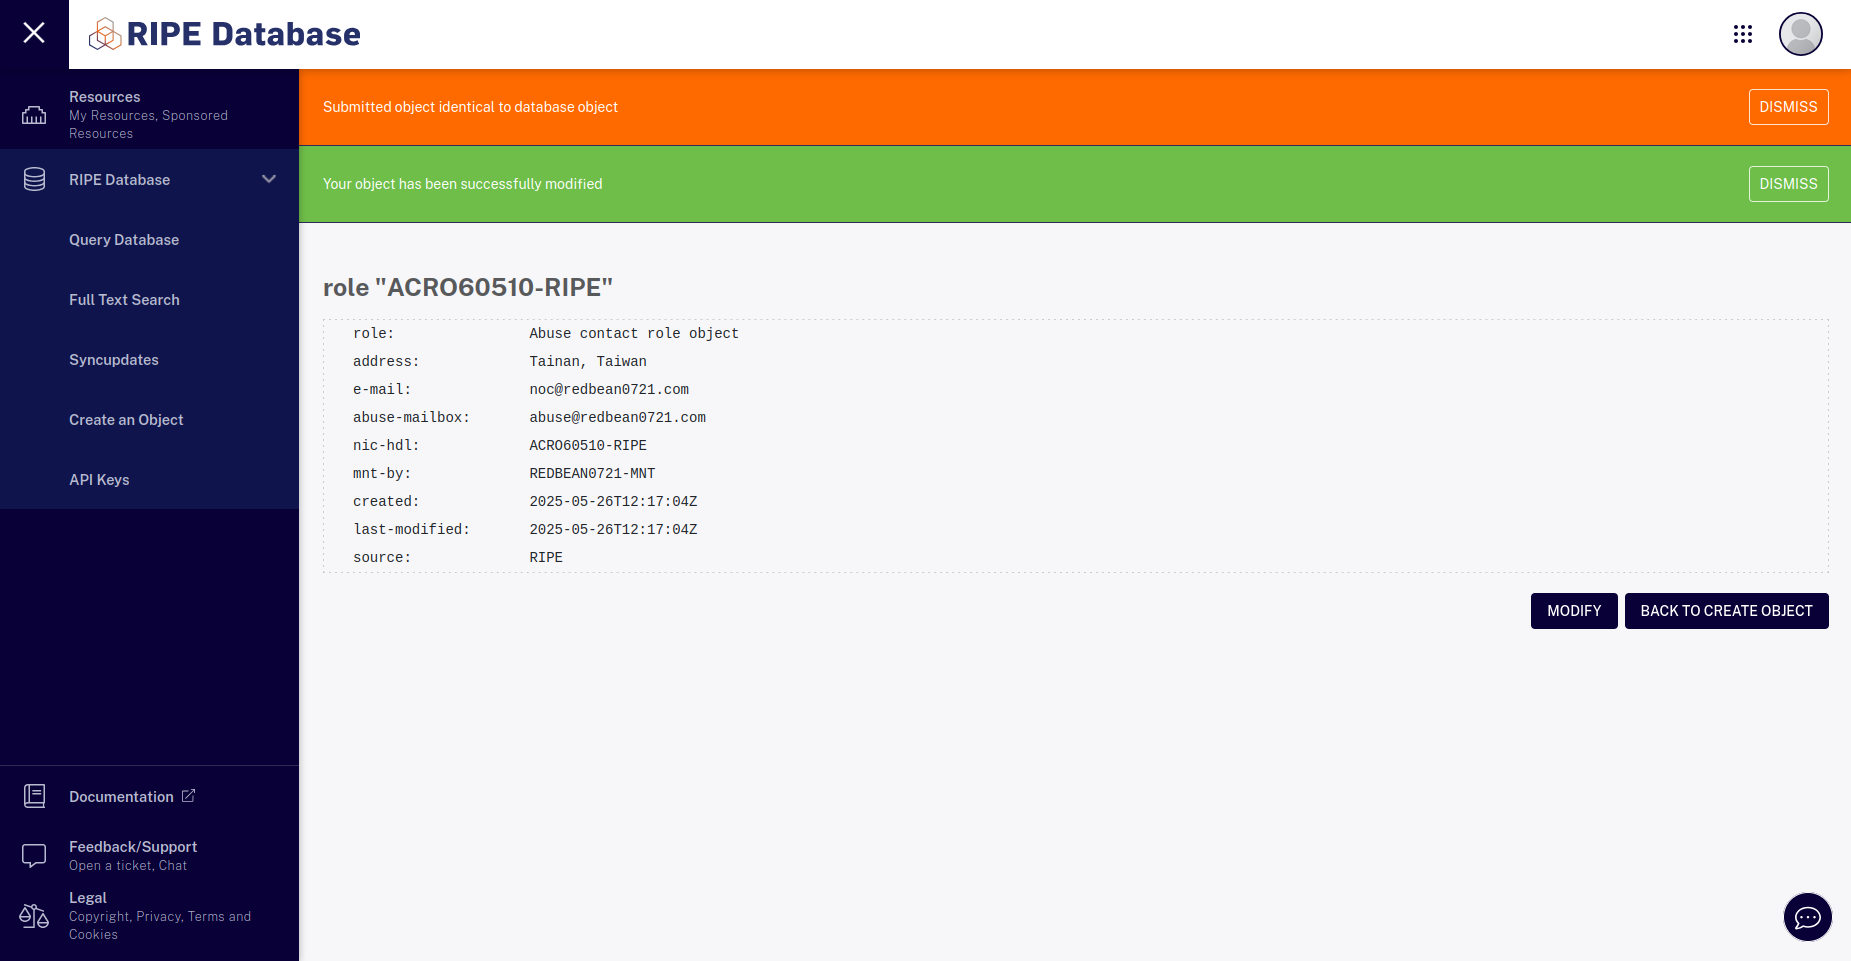 RIPE Database
Resources
My Resources, Sponsored
Resources
RIPE Database
Query Database
Full Text Search
Syncupdates
Create an Object
API Keys
Documentation
Feedback/Support
Open a ticket, Chat
Legal
Copyright, Privacy, Terms and
Cookies
Submitted object identical to database object
DISMISS
Your object has been successfully modified
DISMISS
role "ACRO60510-RIPE"
role: Abuse contact role object
address: Tainan, Taiwan
e-mail: noc@redbean0721.com
abuse-mailbox: abuse@redbean0721.com
nic-hdl: ACRO60510-RIPE
mnt-by: REDBEAN0721-MNT
created: 2025-05-26T12:17:04Z
last-modified: 2025-05-26T12:17:04Z
source: RIPE
MODIFY
BACK TO CREATE OBJECT